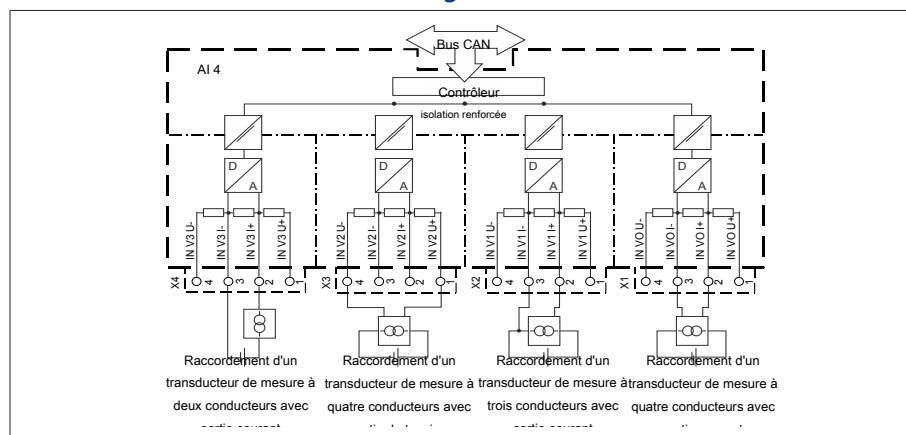 Bus CAN
AI 4
Contrôleur
isolation renforcée
D
A
D
A
D
A
D
A
IN V3 U-
IN V3 I-
IN V3 I+
IN V3 U+
IN V2 U-
IN V2 I-
IN V2 I+
IN V2 U+
IN V1 U-
IN V1 I-
IN V1 I+
IN V1 U+
IN VO U-
IN VO I-
IN VO I+
IN VO U+
X4
4
3
2
1
X3
4
3
2
1
X2
4
3
2
1
X1
4
3
2
1
Raccordement d'un
transducteur de mesure à
deux conducteurs avec
Raccordement d'un
transducteur de mesure à
quatre conducteurs avec
Raccordement d'un
transducteur de mesure à
trois conducteurs avec
Raccordement d'un
transducteur de mesure à
quatre conducteurs avec